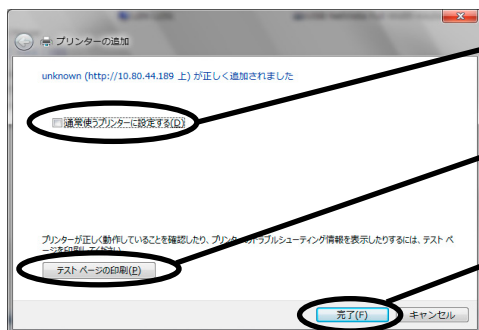 プリンターの追加
unknown (http://10.80.44.189 上) が正しく追加されました
通常使うプリンターに設定する(D)
プリンターが正しく動作していることを確認したり、プリンターのトラブルシューティング情報を表示したりするには、テスト ペ
ージを印刷してください。
テスト ページの印刷(P)
完了(F)
キャンセル